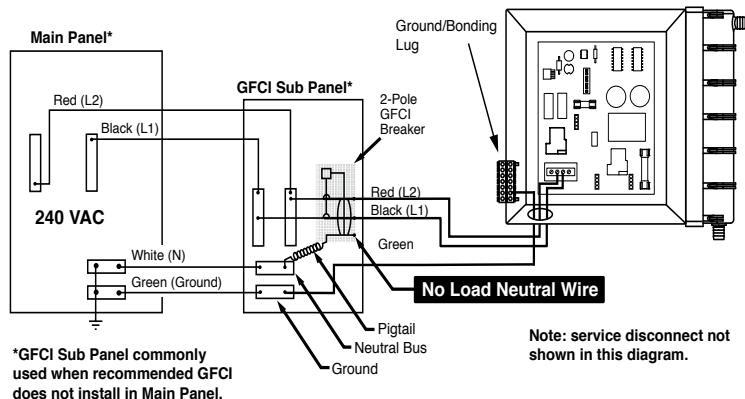 Main Panel*
Red (L2)
Black (L1)
240 VAC
White (N)
Green (Ground)
*GFCI Sub Panel commonly
used when recommended GFCI
does not install in Main Panel.
GFCI Sub Panel*
2-Pole
GFCI
Breaker
Ground/Bonding
Lug
Red (L2)
Black (L1)
Green
No Load Neutral Wire
Pigtail
Neutral Bus
Ground
Note: service disconnect not
shown in this diagram.